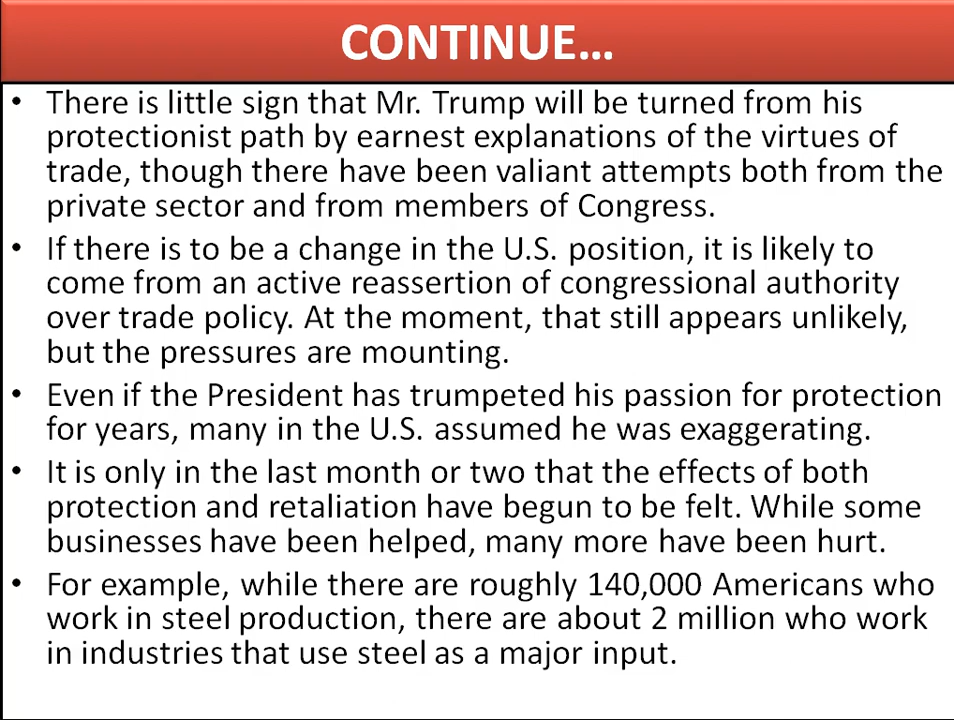 CONTINUE…
• There is little sign that Mr. Trump will be turned from his
protectionist path by earnest explanations of the virtues of
trade, though there have been valiant attempts both from the
private sector and from members of Congress.
• If there is to be a change in the U.S. position, it is likely to
come from an active reassertion of congressional authority
over trade policy. At the moment, that still appears unlikely,
but the pressures are mounting.
• Even if the President has trumpeted his passion for protection
for years, many in the U.S. assumed he was exaggerating.
• It is only in the last month or two that the effects of both
protection and retaliation have begun to be felt. While some
businesses have been helped, many more have been hurt.
• For example, while there are roughly 140,000 Americans who
work in steel production, there are about 2 million who work
in industries that use steel as a major input.